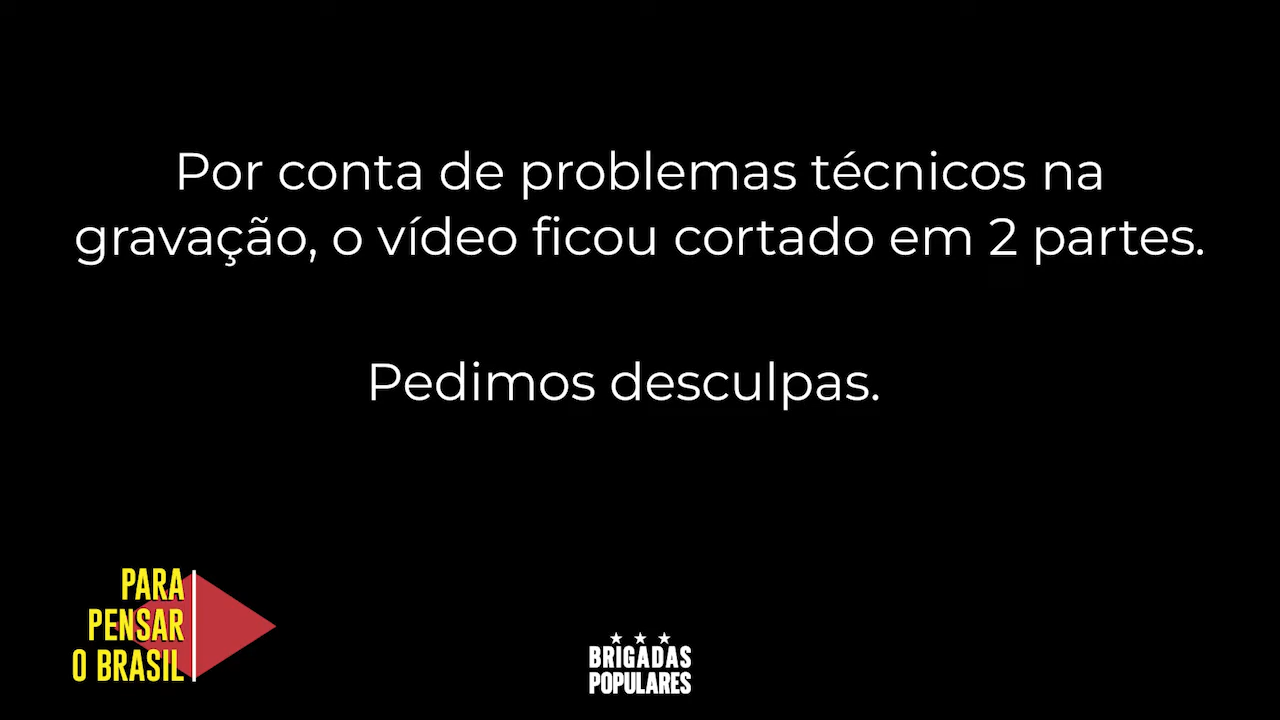 Por conta de problemas técnicos na
gravação, o vídeo ficou cortado em 2 partes.
Pedimos desculpas.
PARA
PENSAR
O BRASIL
BRIGADAS
POPULARES